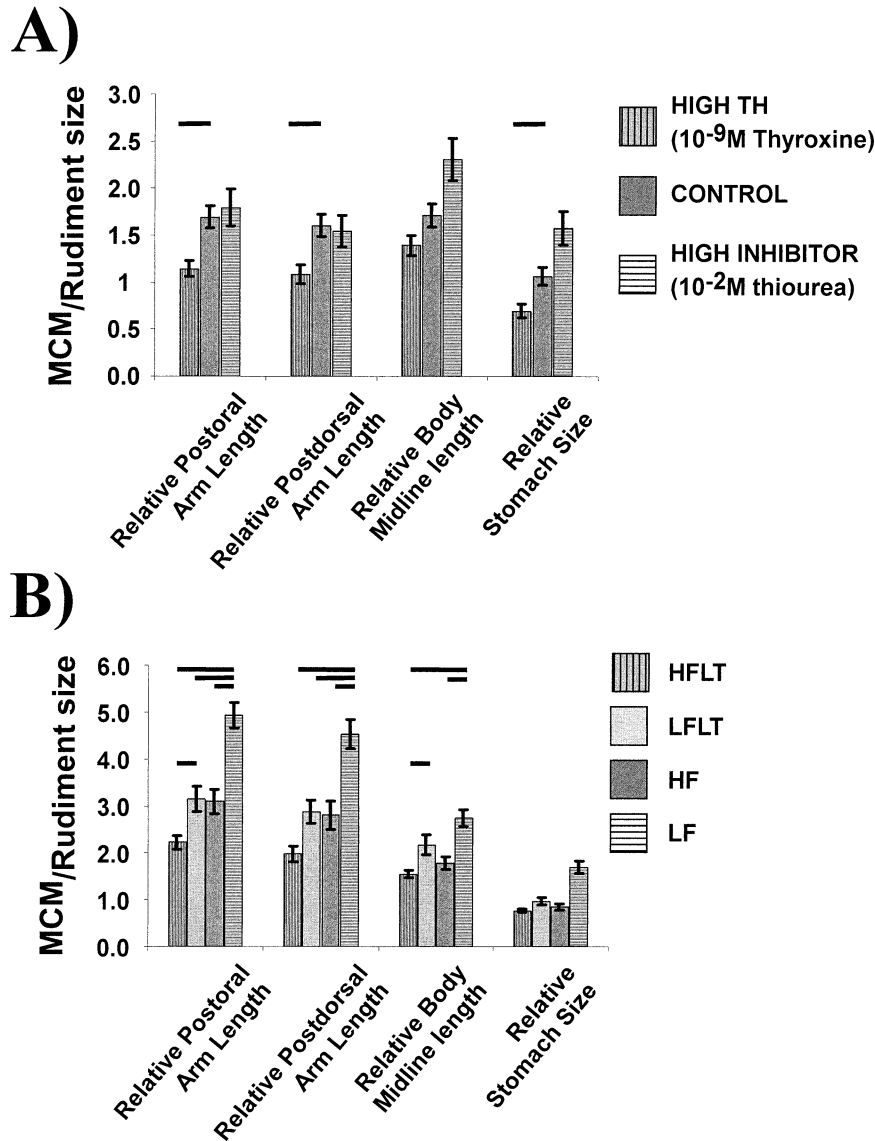 A)
MCM/Rudiment size
3.0
2.5
2.0
1.5
1
0.5
0.0
Relative Postoral
Arm Length
Relative Postdorsal
Arm Length
Relative Body
Midline length
Relative
Stomach Size
HIGH TH
(10-9M Thyroxine)
CONTROL
HIGH INHIBITOR
(10-2M thiourea)
B)
MCM/Rudiment size
6.0
5.0
4.0
3.0
2.0
1.0
0.0
Relative Postoral
Arm Length
Relative Postdorsal
Arm Length
Relative Body
Midline length
Relative
Stomach Size
HFLT
LFLT
HF
LF